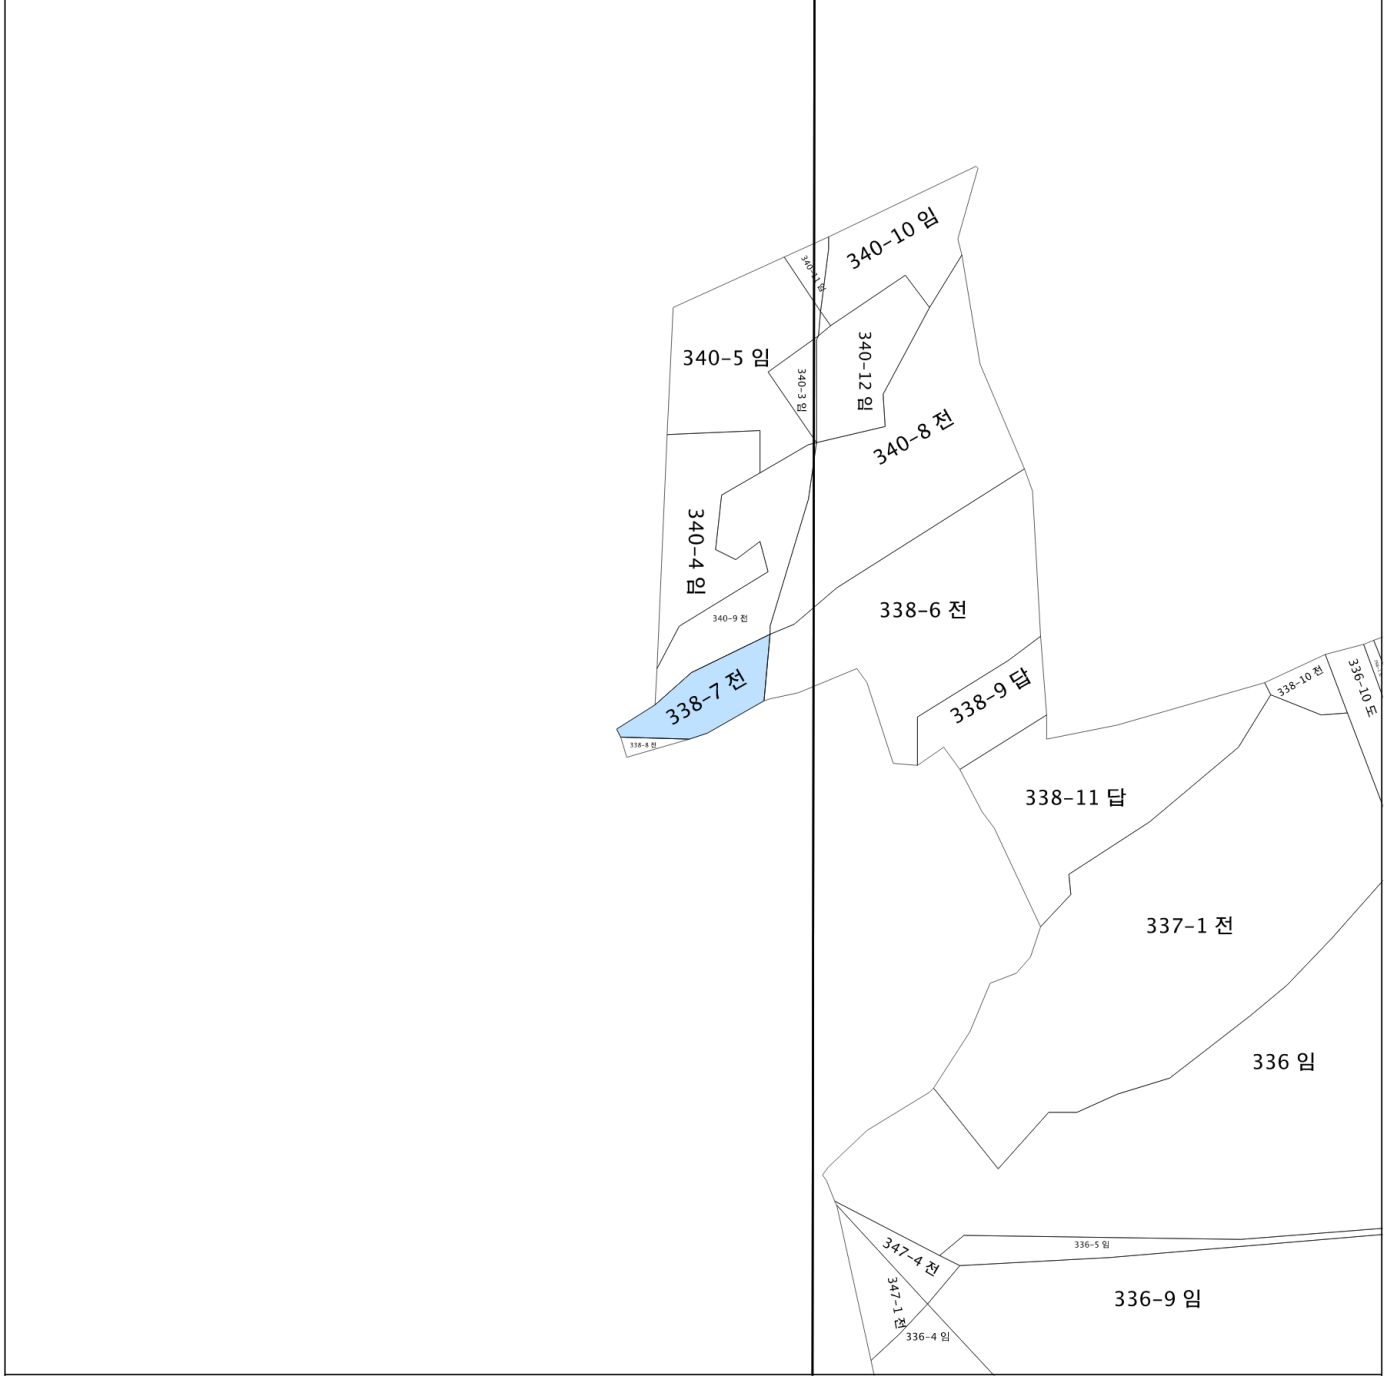 340-10 임
340-11 임
340-5 임
340-12 임
340-3 임
340-8 전
340-4 임
338-6 전
340-9 전
338-7 전
338-9 답
338-8 전
338-10 전
336-10 도
338-11 답
337-1 전
336 임
347-4 전
336-5 임
347-1 전
336-9 임
336-4 임